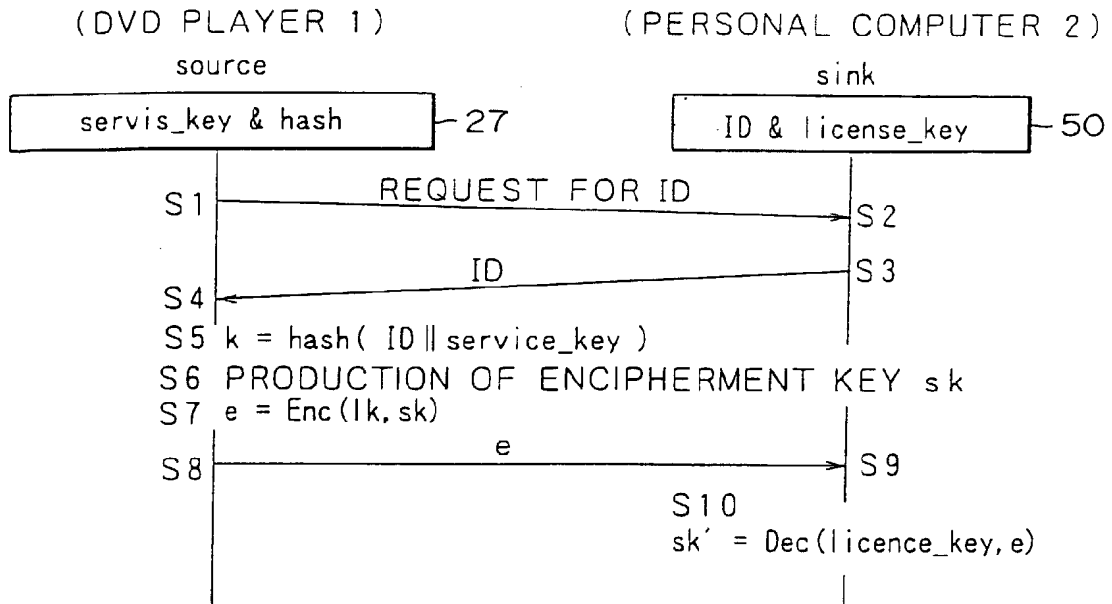 (DVD PLAYER 1)
(PERSONAL COMPUTER 2)
source
sink
servis_key & hash
27
ID & license_key
50
S1
REQUEST FOR ID
S2
ID
S3
S4
S5 k = hash( ID || service_key )
S6 PRODUCTION OF ENCIPHERMENT KEY sk
S7 e = Enc(lk, sk)
e
S8
S9
S10
sk´ = Dec(licence_key, e)